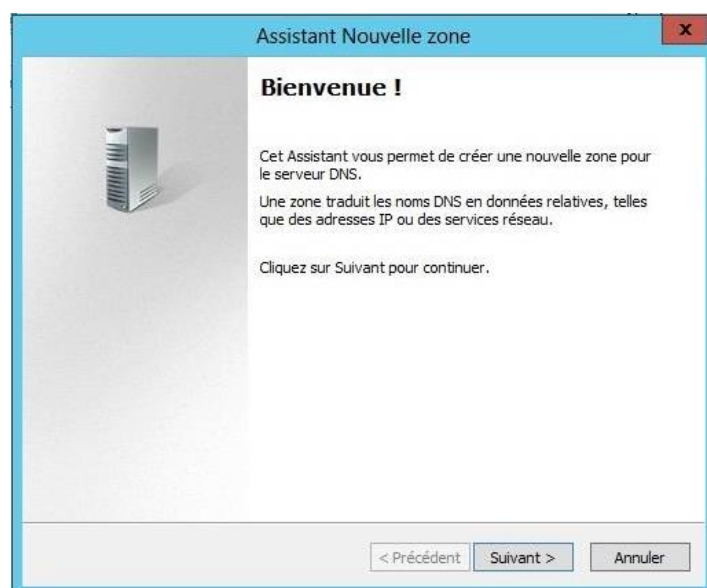 Assistant Nouvelle zone
x
Bienvenue !
Cet Assistant vous permet de créer une nouvelle zone pour
le serveur DNS.
Une zone traduit les noms DNS en données relatives, telles
que des adresses IP ou des services réseau.
Cliquez sur Suivant pour continuer.
< Précédent Suivant > Annuler